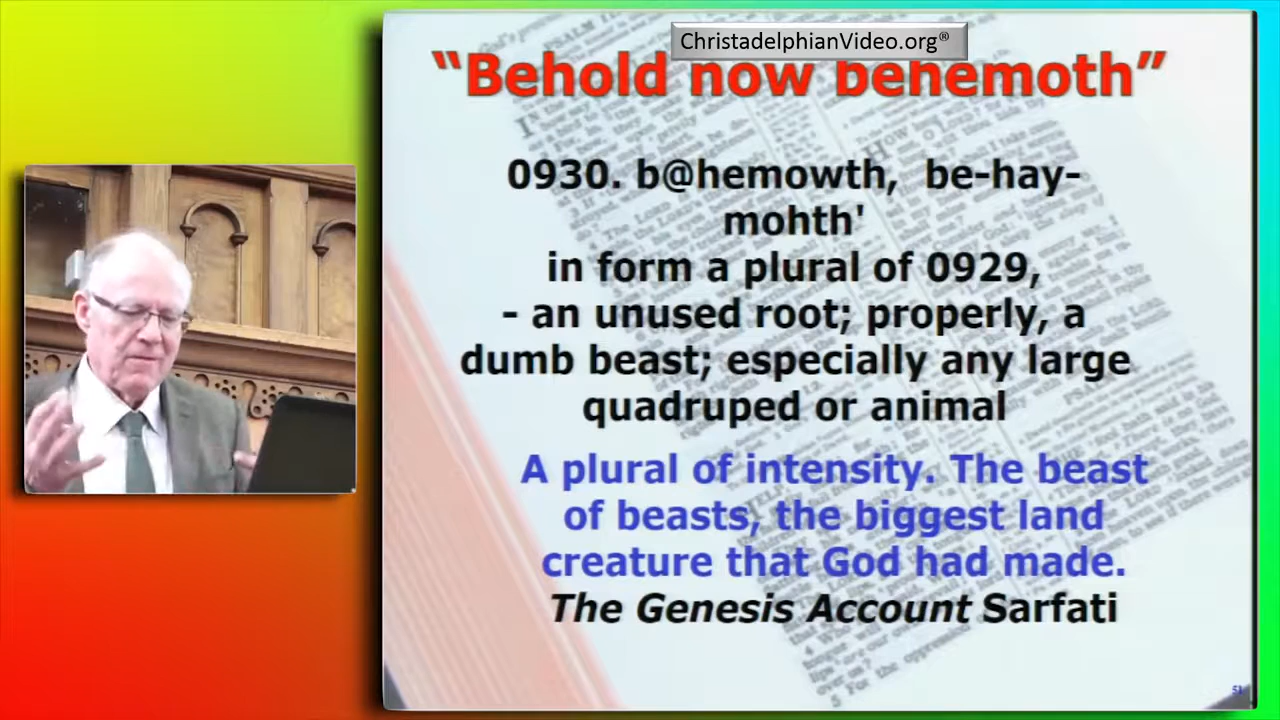 ChristadelphianVideo.org®
“Behold now behemoth”
0930. b@hemowth, be-hay-
mohth'
in form a plural of 0929,
- an unused root; properly, a
dumb beast; especially any large
quadruped or animal
A plural of intensity. The beast
of beasts, the biggest land
creature that God had made.
The Genesis Account Sarfati
51